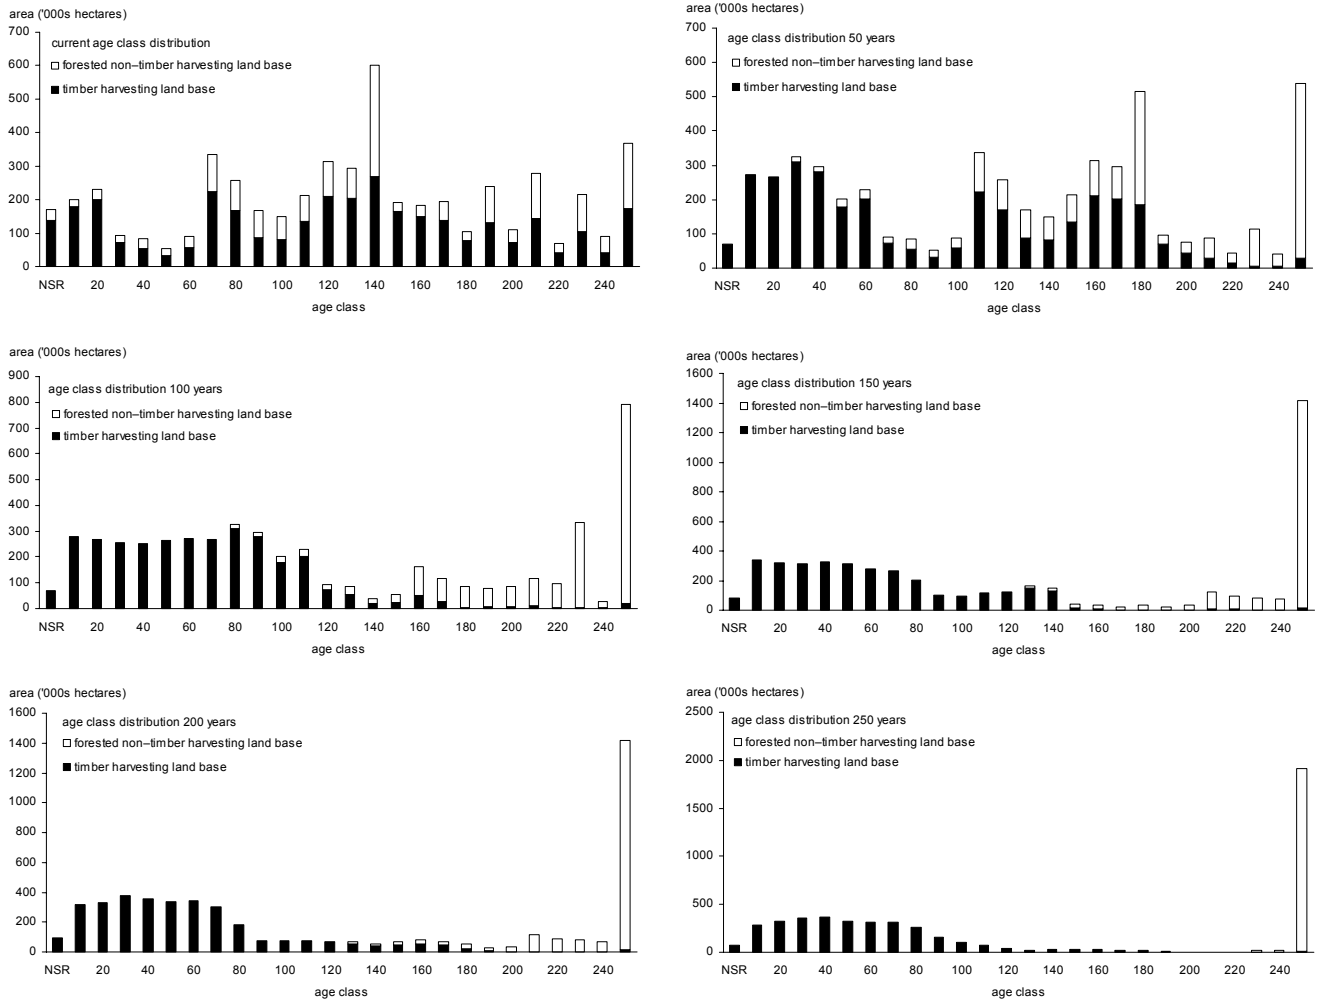 area ('000s hectares)
700
600
500
400
300
200
100
0
current age class distribution
forested non–timber harvesting land base
timber harvesting land base
NSR 20 40 60 80 100 120 140 160 180 200 220 240
age class
area ('000s hectares)
700
600
500
400
300
200
100
0
age class distribution 50 years
forested non–timber harvesting land base
timber harvesting land base
NSR 20 40 60 80 100 120 140 160 180 200 220 240
age class
area ('000s hectares)
900
800
700
600
500
400
300
200
100
0
age class distribution 100 years
forested non–timber harvesting land base
timber harvesting land base
NSR 20 40 60 80 100 120 140 160 180 200 220 240
age class
area ('000s hectares)
1600
1400
1200
1000
800
600
400
200
0
age class distribution 150 years
forested non–timber harvesting land base
timber harvesting land base
NSR 20 40 60 80 100 120 140 160 180 200 220 240
age class
area ('000s hectares)
1600
1400
1200
1000
800
600
400
200
0
age class distribution 200 years
forested non–timber harvesting land base
timber harvesting land base
NSR 20 40 60 80 100 120 140 160 180 200 220 240
age class
area ('000s hectares)
2500
2000
1500
1000
500
0
age class distribution 250 years
forested non–timber harvesting land base
timber harvesting land base
NSR 20 40 60 80 100 120 140 160 180 200 220 240
age class